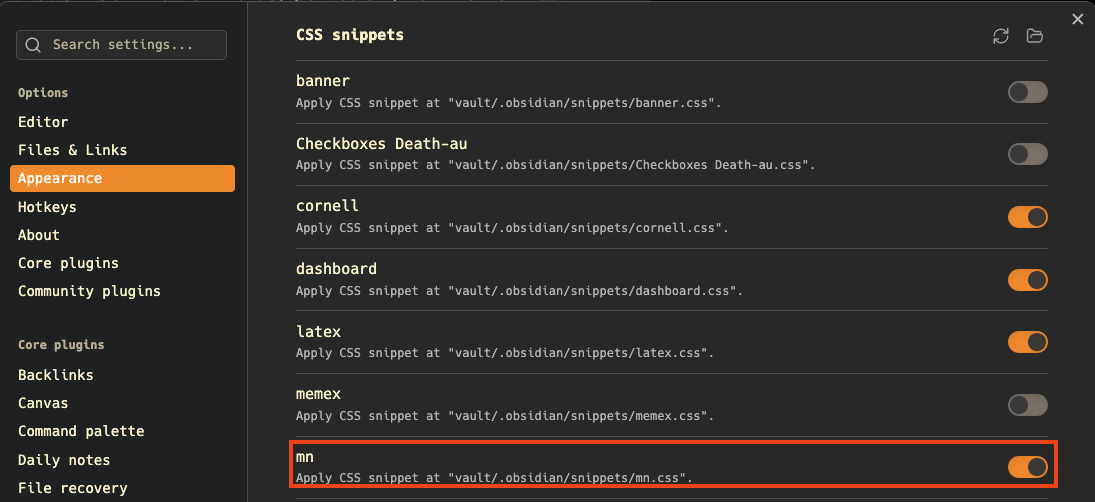 Search settings...
Options
Editor
Files & Links
Appearance
Hotkeys
About
Core plugins
Community plugins
Core plugins
Backlinks
Canvas
Command palette
Daily notes
File recovery
CSS snippets
banner
Apply CSS snippet at "vault/.obsidian/snippets/banner.css".
Checkboxes Death-au
Apply CSS snippet at "vault/.obsidian/snippets/Checkboxes Death-au.css".
cornell
Apply CSS snippet at "vault/.obsidian/snippets/cornell.css".
dashboard
Apply CSS snippet at "vault/.obsidian/snippets/dashboard.css".
latex
Apply CSS snippet at "vault/.obsidian/snippets/latex.css".
memex
Apply CSS snippet at "vault/.obsidian/snippets/memex.css".
mn
Apply CSS snippet at "vault/.obsidian/snippets/mn.css".